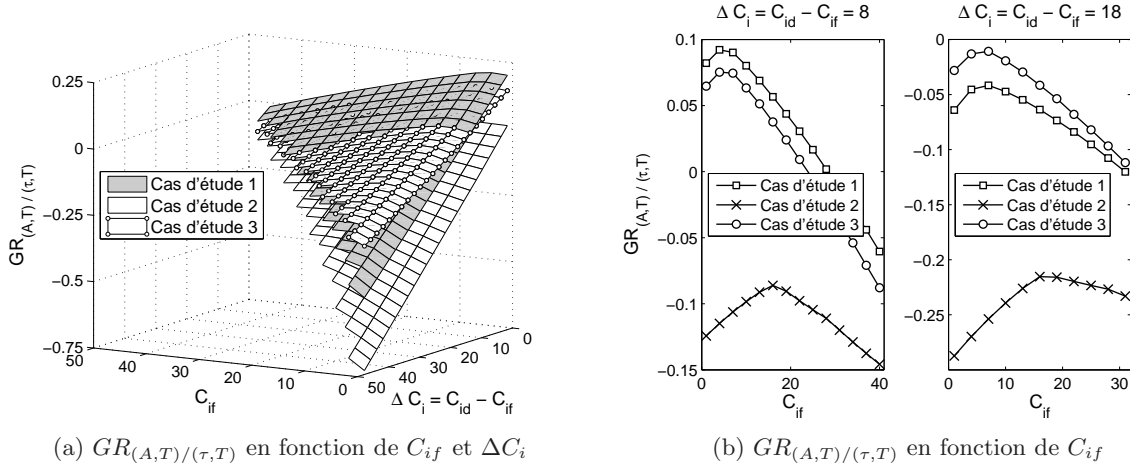 0.25
0
−0.25
−0.5
−0.75
GR(A,T) / (τ,T)
Cas d'étude 1
Cas d'étude 2
Cas d'étude 3
50
40
30
20
10
0
C_if
50
40
30
20
10
0
Δ C_i = C_id − C_if
(a) GR(A,T)/(τ,T) en fonction de C_if et ΔC_i
Δ C_i = C_id − C_if = 8
0.1
0.05
0
−0.05
−0.1
−0.15
GR(A,T) / (τ,T)
Cas d'étude 1
Cas d'étude 2
Cas d'étude 3
0 20 40
C_if
Δ C_i = C_id − C_if = 18
0
−0.05
−0.1
−0.15
−0.2
−0.25
Cas d'étude 1
Cas d'étude 2
Cas d'étude 3
0 10 20 30
C_if
(b) GR(A,T)/(τ,T) en fonction de C_if